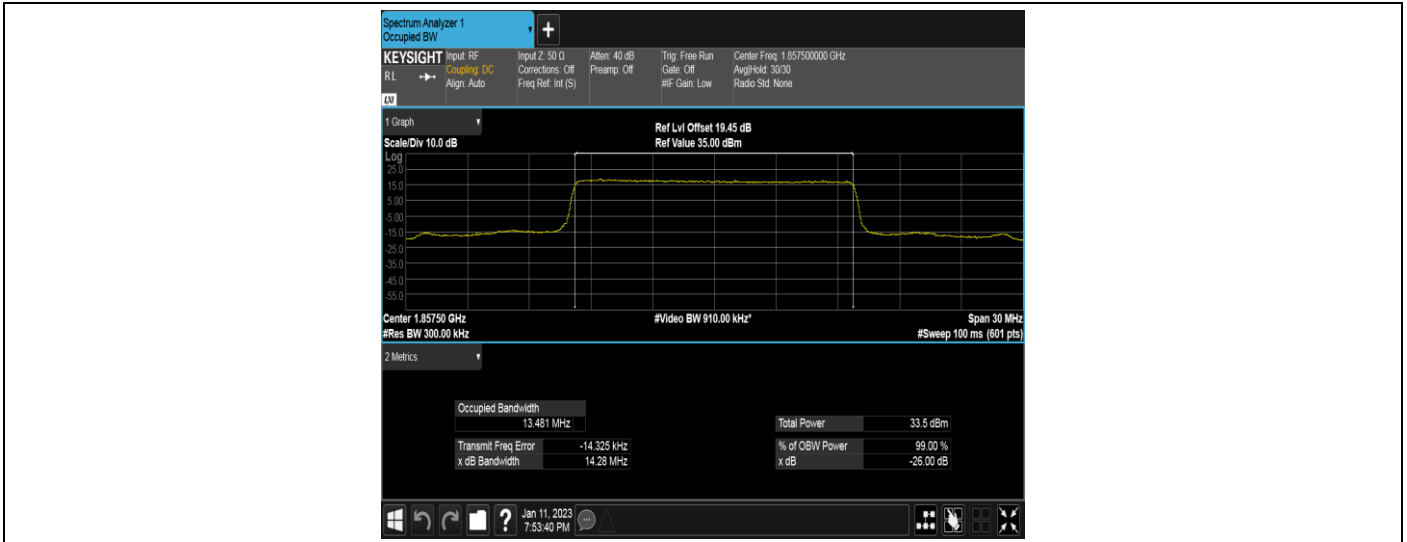 Spectrum Analyzer 1
Occupied BW
+
KEYSIGHT Input: RF Input Z: 50 Ω Atten: 40 dB Trig: Free Run Center Freq: 1.857500000 GHz
RL Coupling: DC Corrections: Off Preamp: Off Gate: Off Avg|Hold: 30/30
Align: Auto Freq Ref: Int (S) #IF Gain: Low Radio Std: None
LXI
1 Graph
Ref Lvl Offset 19.45 dB
Scale/Div 10.0 dB Ref Value 35.00 dBm
Log
25.0
15.0
5.00
-5.00
-15.0
-25.0
-35.0
-45.0
-55.0
Center 1.85750 GHz #Video BW 910.00 kHz* Span 30 MHz
#Res BW 300.00 kHz #Sweep 100 ms (601 pts)
2 Metrics
Occupied Bandwidth
13.481 MHz Total Power 33.5 dBm
Transmit Freq Error -14.325 kHz % of OBW Power 99.00 %
x dB Bandwidth 14.28 MHz x dB -26.00 dB
? Jan 11, 2023
7:53:40 PM